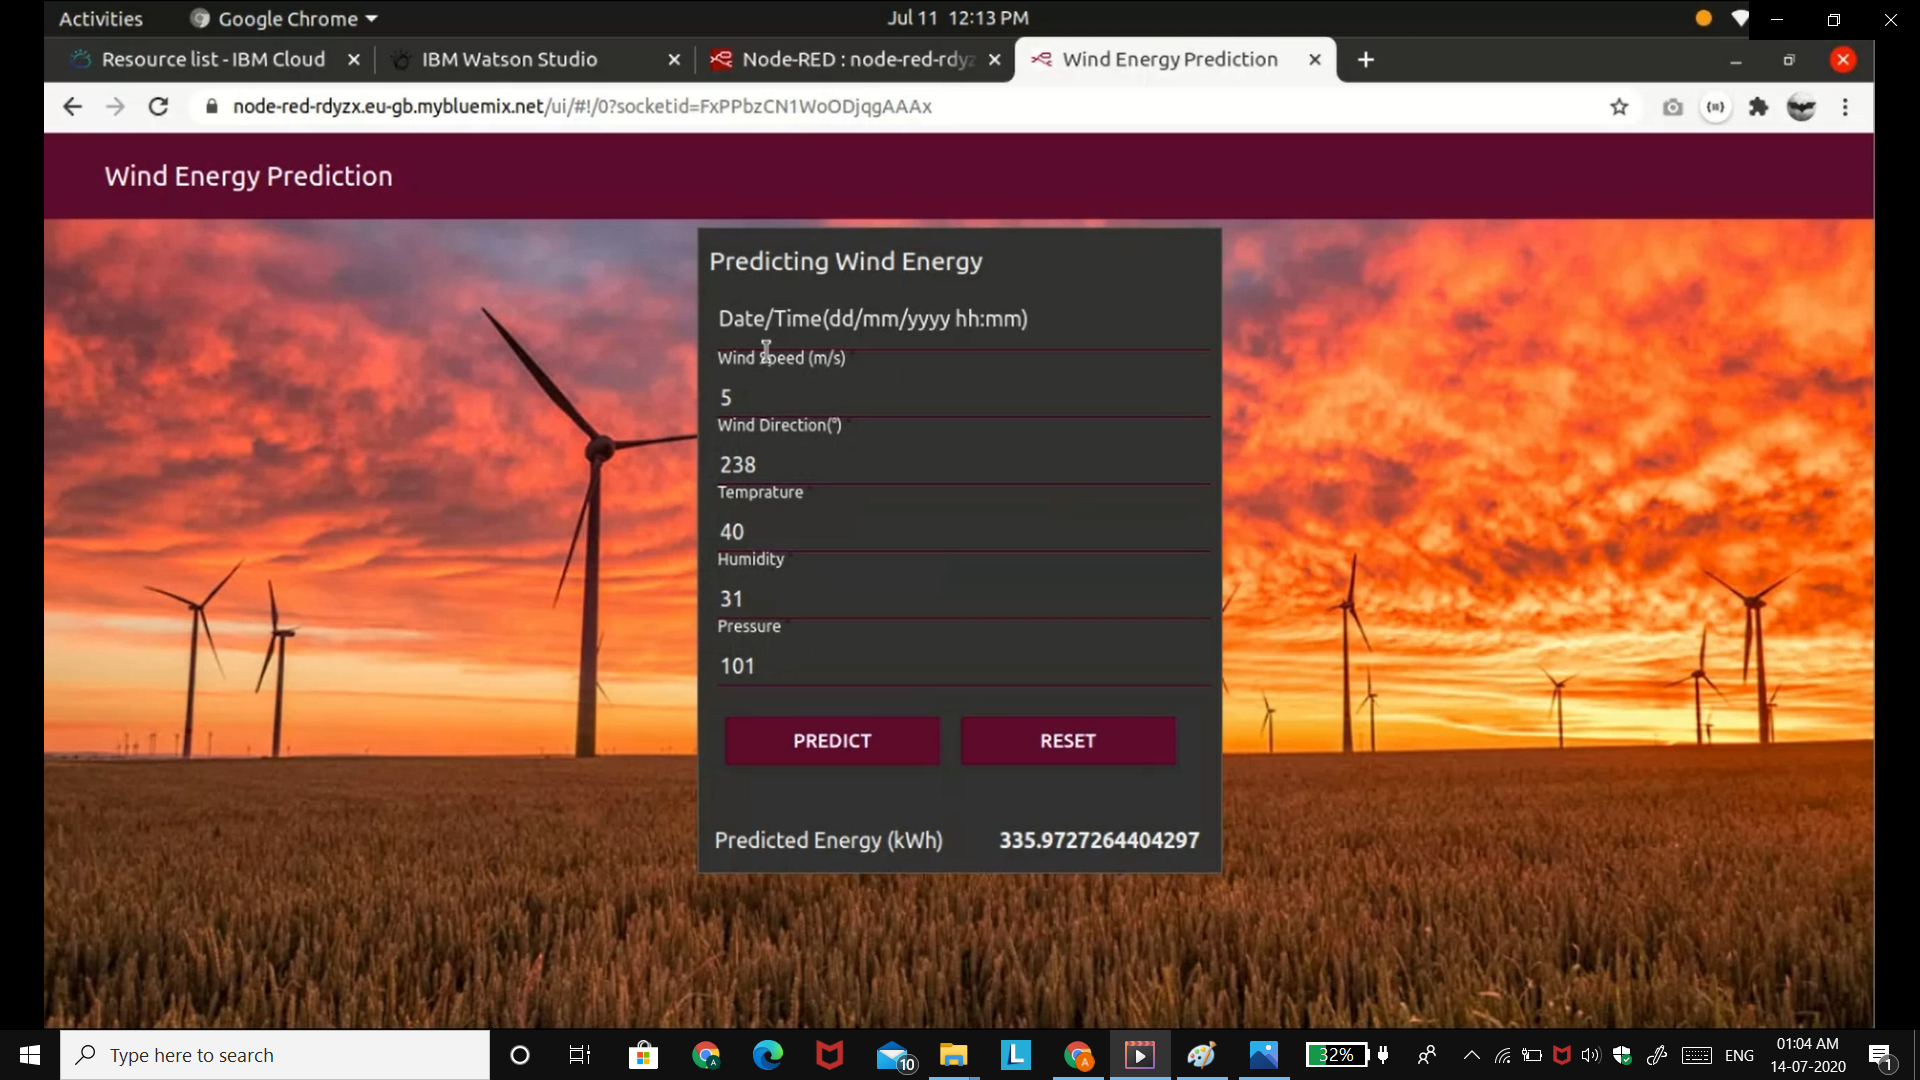 Activities Google Chrome Jul 11 12:13 PM
Resource list - IBM Cloud IBM Watson Studio Node-RED : node-red-rdyz Wind Energy Prediction
node-red-rdyzx.eu-gb.mybluemix.net/ui/#!/0?socketid=FxPPbzCN1WoODjqgAAAx
Wind Energy Prediction
Predicting Wind Energy
Date/Time(dd/mm/yyyy hh:mm)
Wind Speed (m/s)
5
Wind Direction(°)
238
Temprature
40
Humidity
31
Pressure
101
PREDICT RESET
Predicted Energy (kWh) 335.9727264404297
Type here to search 10 L 32% ENG 01:04 AM 1
14-07-2020